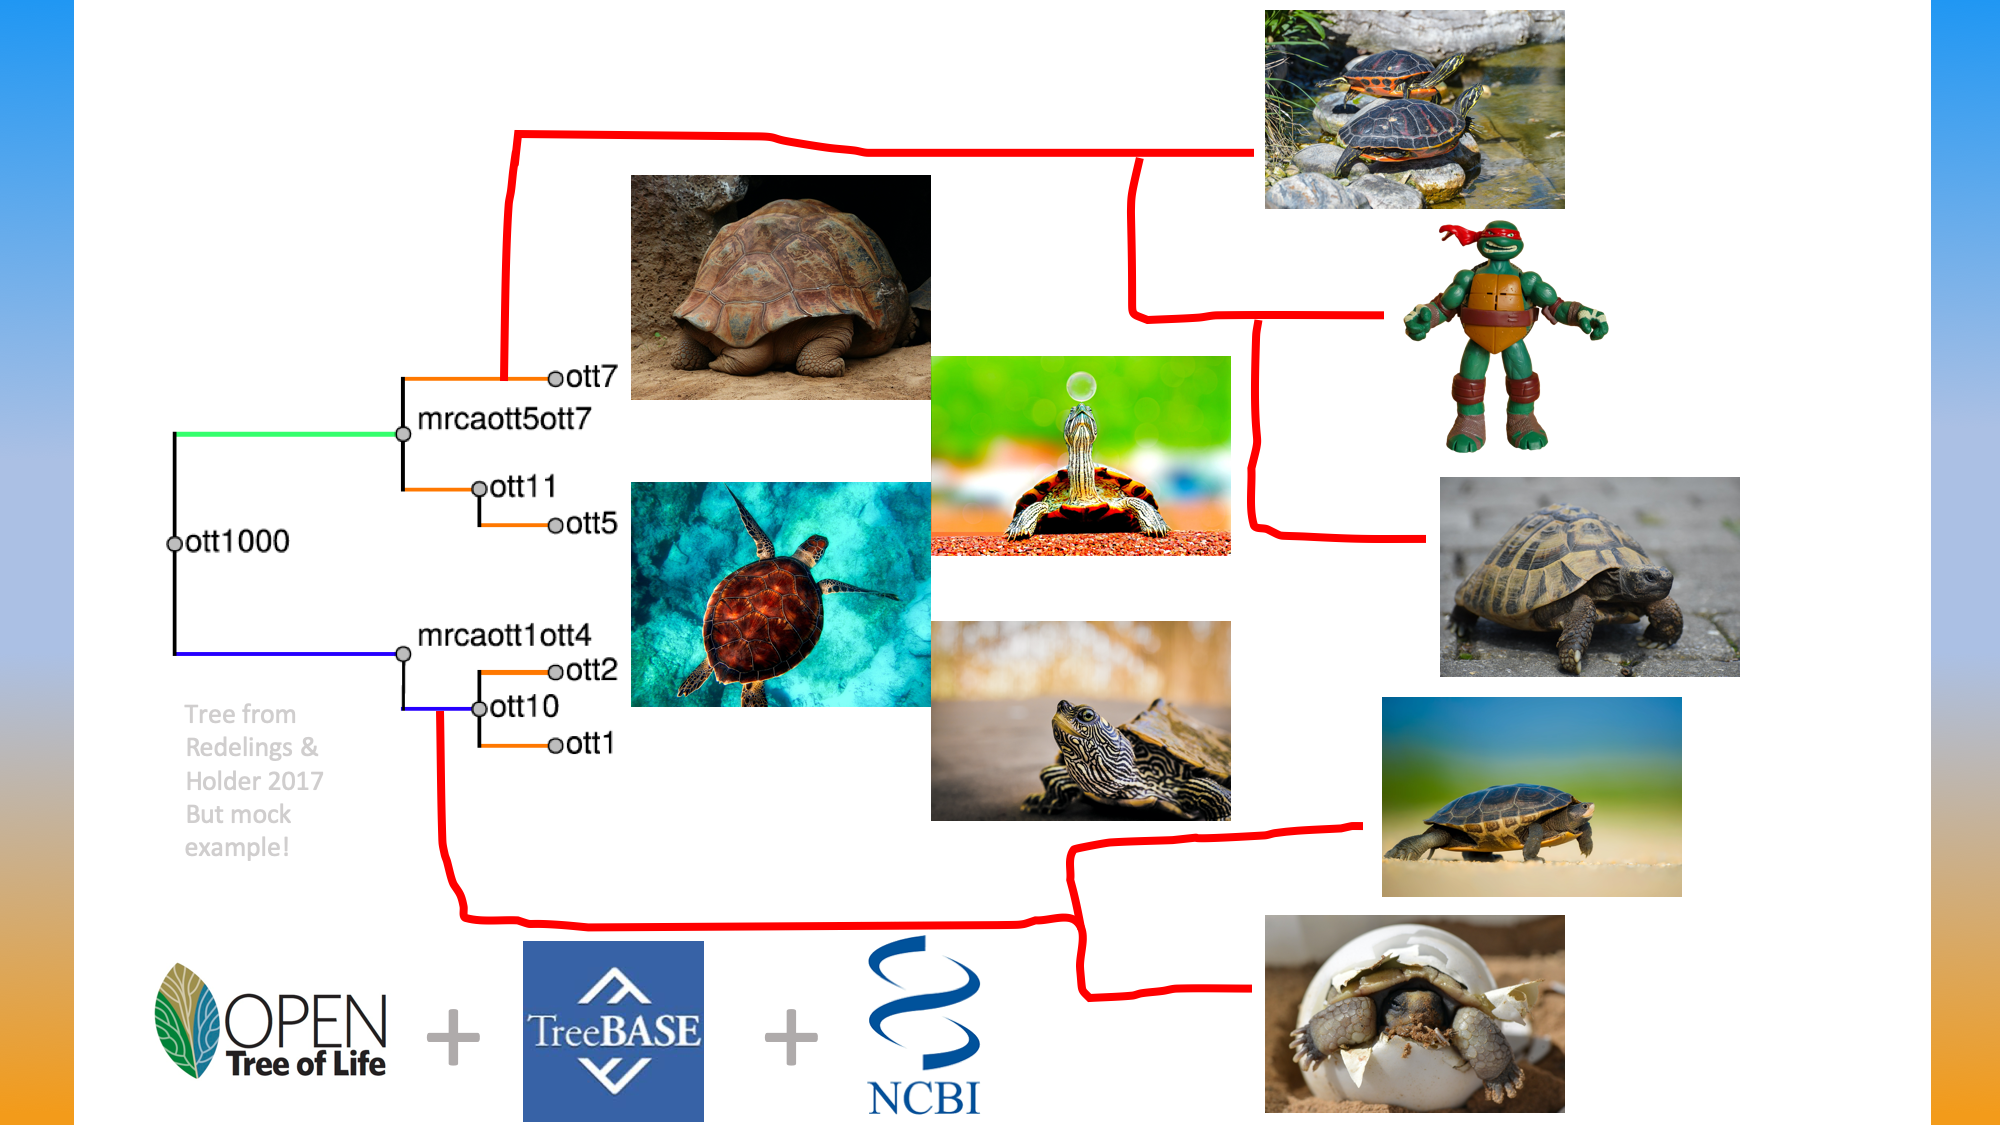 ott7
mrcaott5ott7
ott11
ott5
ott1000
mrcaott1ott4
ott2
ott10
ott1
Tree from
Redelings &
Holder 2017
But mock
example!
OPEN
Tree of Life
+
TreeBASE
+
NCBI